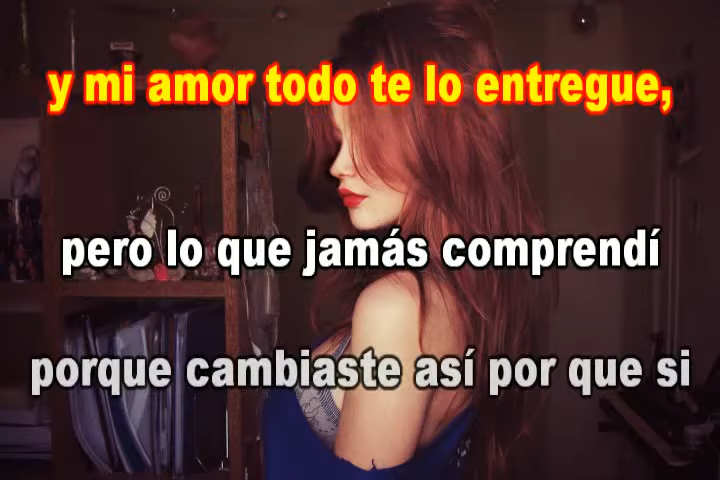 y mi amor todo te lo entregue,
pero lo que jamás comprendí
porque cambiaste así por que si